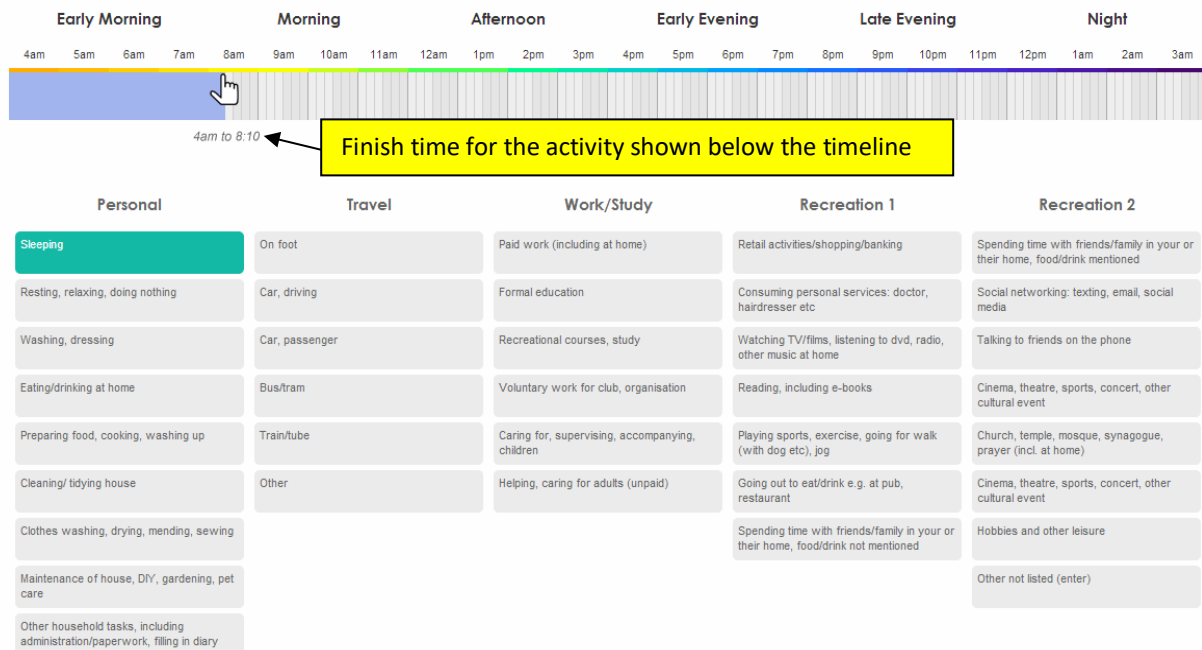 Early Morning Morning Afternoon Early Evening Late Evening Night
4am 5am 6am 7am 8am 9am 10am 11am 12am 1pm 2pm 3pm 4pm 5pm 6pm 7pm 8pm 9pm 10pm 11pm 12pm 1am 2am 3am
4am to 8:10
Finish time for the activity shown below the timeline
Personal
Sleeping
Resting, relaxing, doing nothing
Washing, dressing
Eating/drinking at home
Preparing food, cooking, washing up
Cleaning/ tidying house
Clothes washing, drying, mending, sewing
Maintenance of house, DIY, gardening, pet
care
Other household tasks, including
administration/paperwork, filling in diary
Travel
On foot
Car, driving
Car, passenger
Bus/tram
Train/tube
Other
Work/Study
Paid work (including at home)
Formal education
Recreational courses, study
Voluntary work for club, organisation
Caring for, supervising, accompanying,
children
Helping, caring for adults (unpaid)
Recreation 1
Retail activities/shopping/banking
Consuming personal services: doctor,
hairdresser etc
Watching TV/films, listening to dvd, radio,
other music at home
Reading, including e-books
Playing sports, exercise, going for walk
(with dog etc), jog
Going out to eat/drink e.g. at pub,
restaurant
Spending time with friends/family in your or
their home, food/drink not mentioned
Recreation 2
Spending time with friends/family in your or
their home, food/drink mentioned
Social networking: texting, email, social
media
Talking to friends on the phone
Cinema, theatre, sports, concert, other
cultural event
Church, temple, mosque, synagogue,
prayer (incl. at home)
Cinema, theatre, sports, concert, other
cultural event
Hobbies and other leisure
Other not listed (enter)